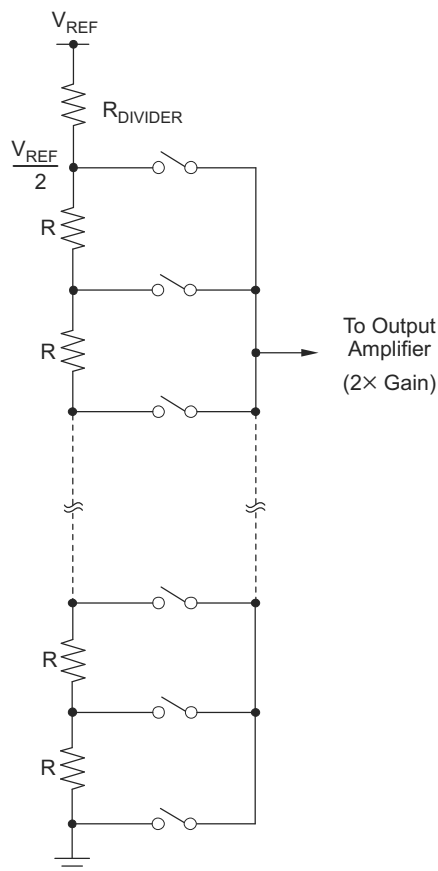 V_REF
R_DIVIDER
V_REF
2
R
R
To Output
Amplifier
(2× Gain)
R
R